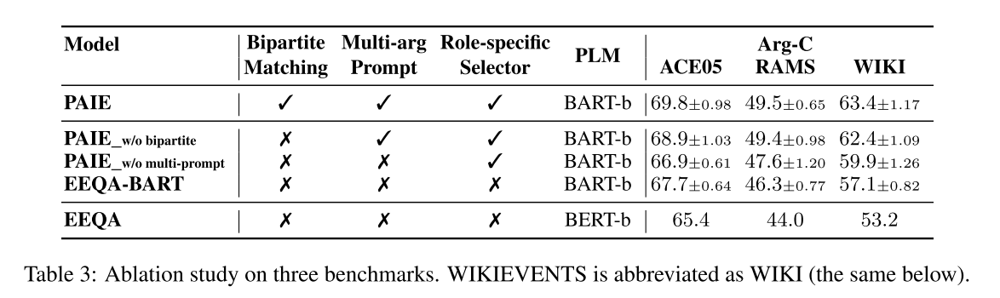 Model Bipartite Matching Multi-arg Prompt Role-specific Selector PLM Arg-C ACE05 RAMS WIKI
PAIE ✓ ✓ ✓ BART-b 69.8±0.98 49.5±0.65 63.4±1.17
PAIE_w/o bipartite ✗ ✓ ✓ BART-b 68.9±1.03 49.4±0.98 62.4±1.09
PAIE_w/o multi-prompt ✗ ✗ ✓ BART-b 66.9±0.61 47.6±1.20 59.9±1.26
EEQA-BART ✗ ✗ ✗ BART-b 67.7±0.64 46.3±0.77 57.1±0.82
EEQA ✗ ✗ ✗ BERT-b 65.4 44.0 53.2
Table 3: Ablation study on three benchmarks. WIKIEVENTS is abbreviated as WIKI (the same below).